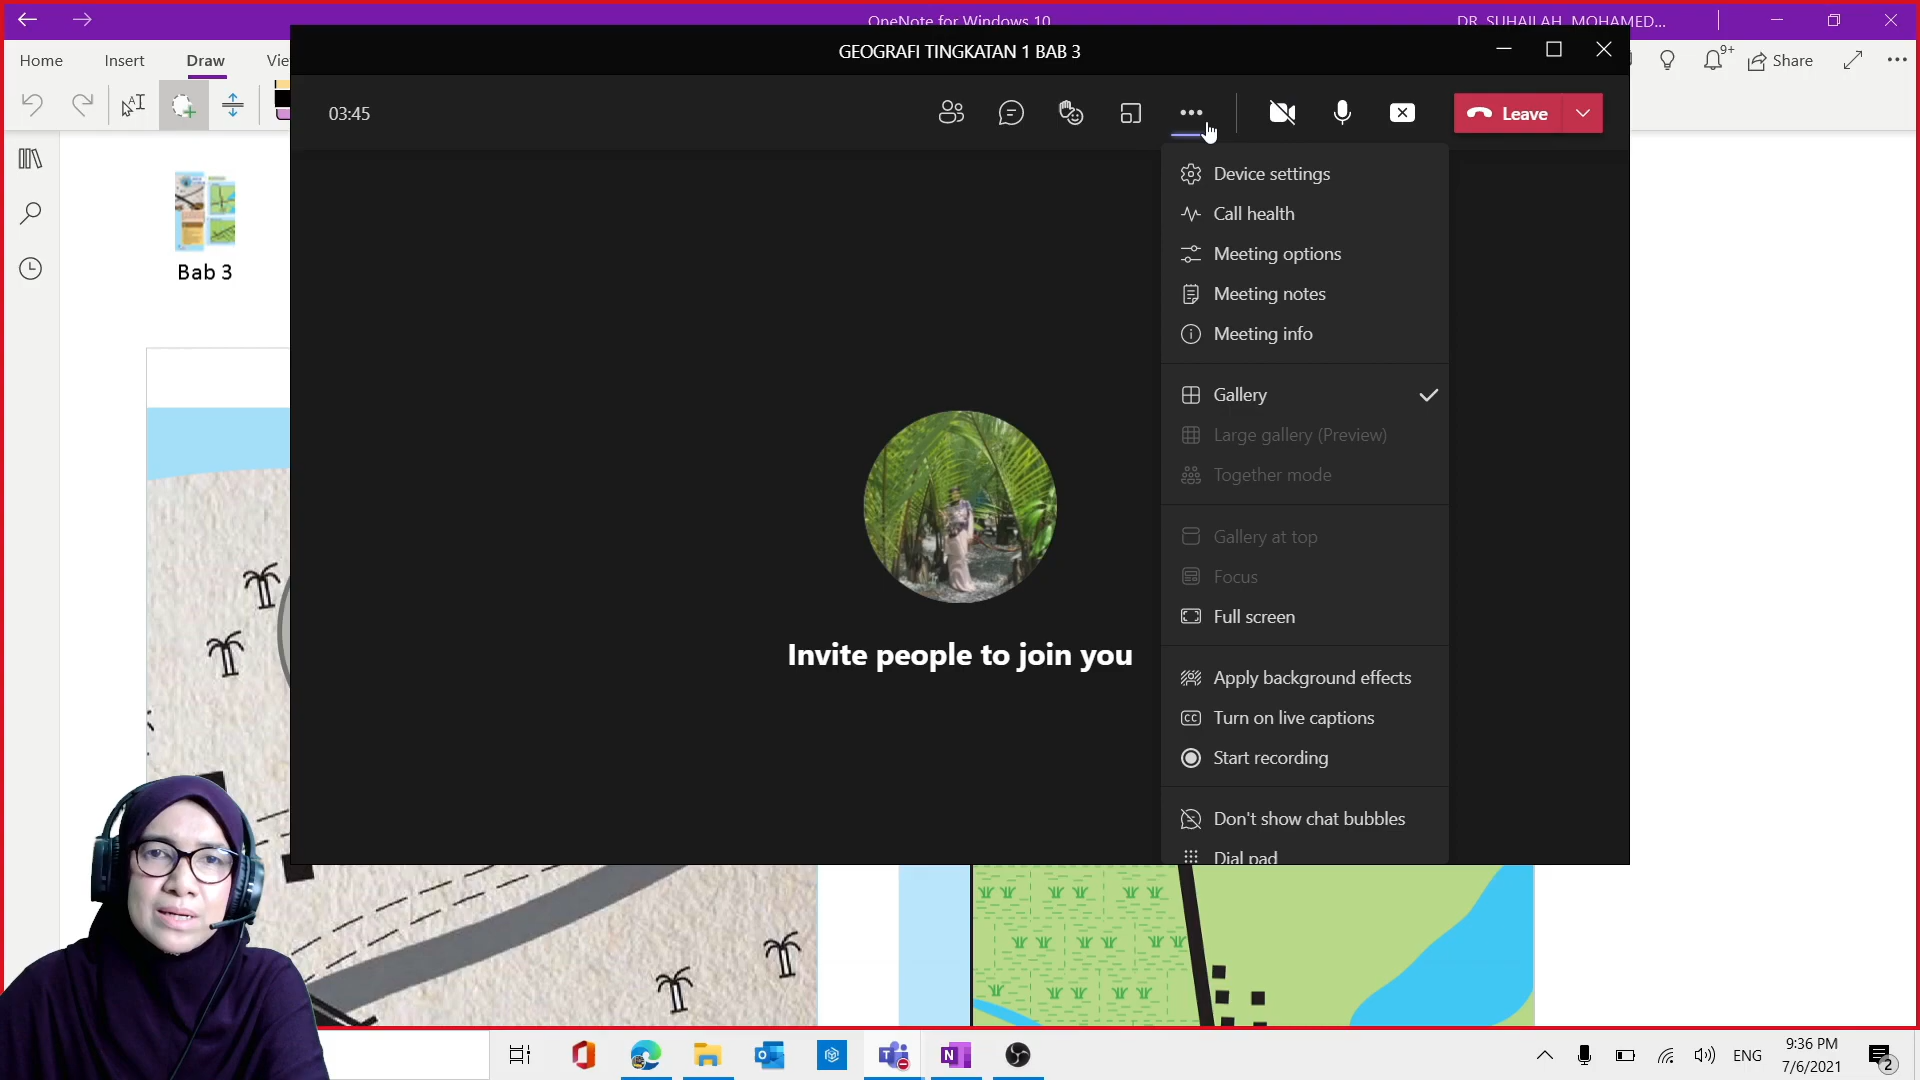 OneNote for Windows 10
DR. SUHAILAH MOHAMED...
GEOGRAFI TINGKATAN 1 BAB 3
Home
Insert
Draw
Share
9+
03:45
Leave
Device settings
Call health
Meeting options
Meeting notes
Meeting info
Bab 3
Gallery
Large gallery (Preview)
Together mode
Gallery at top
Focus
Full screen
Invite people to join you
Apply background effects
CC
Turn on live captions
Start recording
Don't show chat bubbles
Dial pad
ENG
9:36 PM
7/6/2021
2